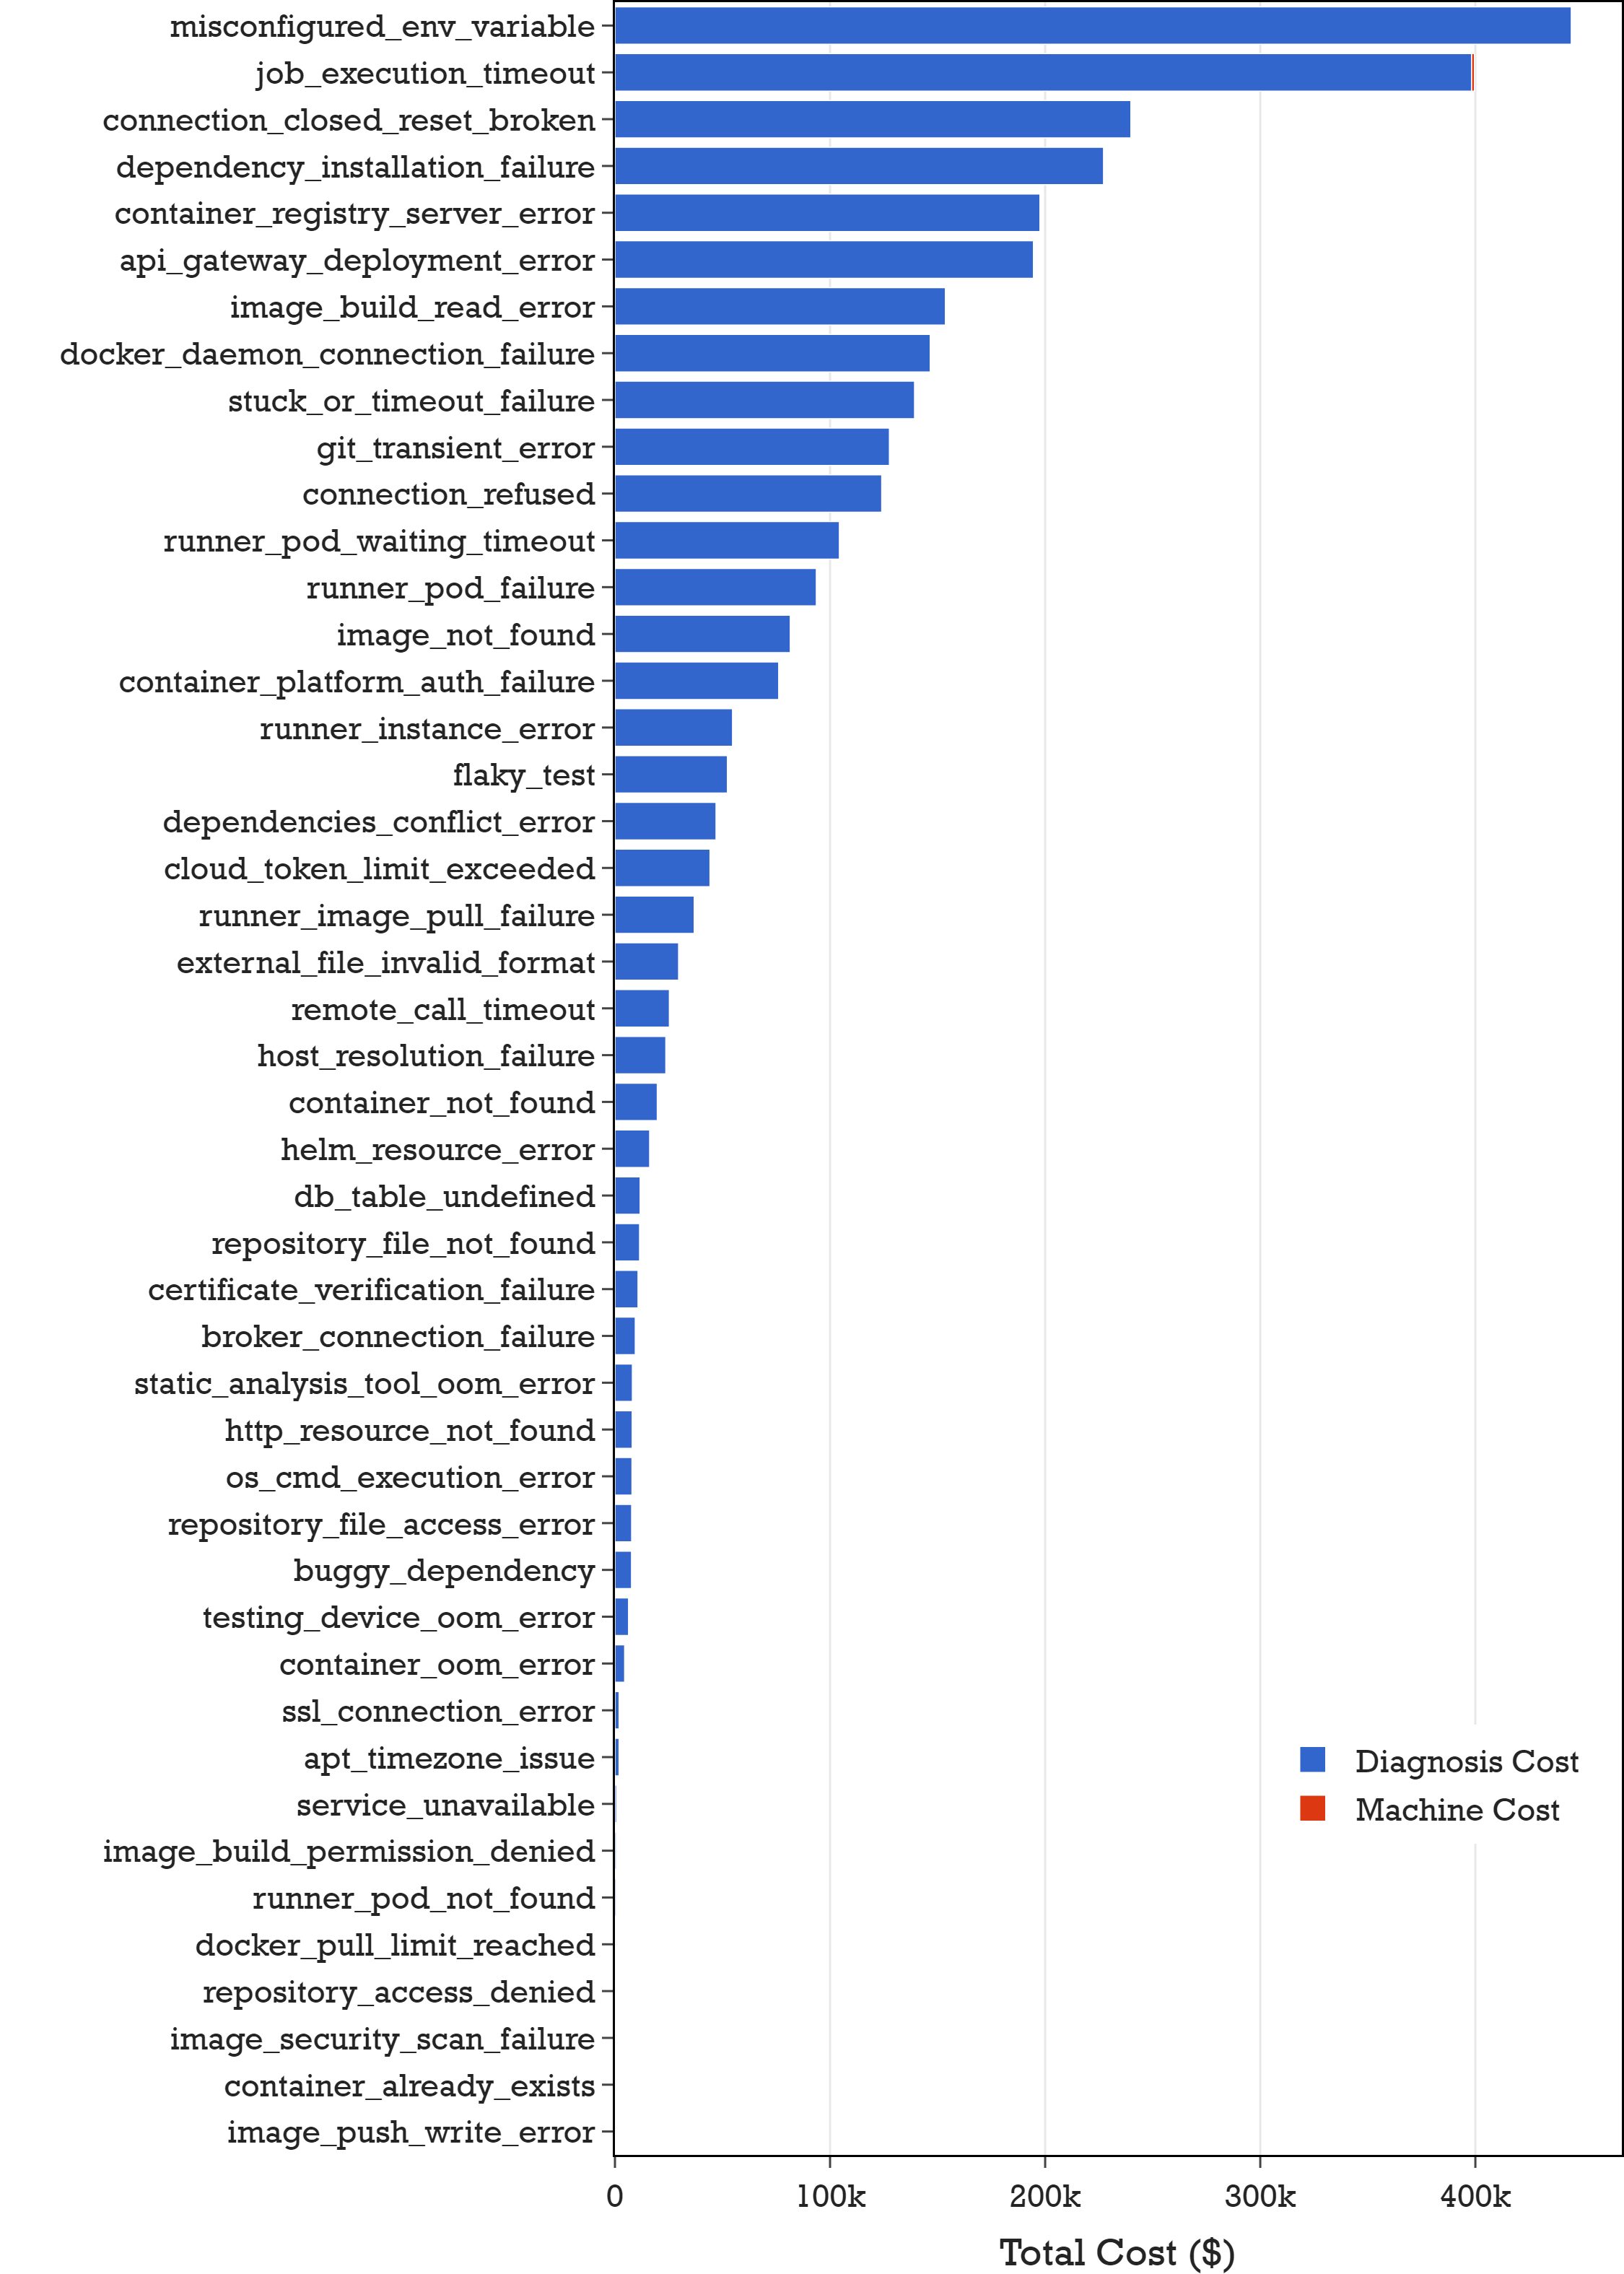 misconfigured_env_variable
job_execution_timeout
connection_closed_reset_broken
dependency_installation_failure
container_registry_server_error
api_gateway_deployment_error
image_build_read_error
docker_daemon_connection_failure
stuck_or_timeout_failure
git_transient_error
connection_refused
runner_pod_waiting_timeout
runner_pod_failure
image_not_found
container_platform_auth_failure
runner_instance_error
flaky_test
dependencies_conflict_error
cloud_token_limit_exceeded
runner_image_pull_failure
external_file_invalid_format
remote_call_timeout
host_resolution_failure
container_not_found
helm_resource_error
db_table_undefined
repository_file_not_found
certificate_verification_failure
broker_connection_failure
static_analysis_tool_oom_error
http_resource_not_found
os_cmd_execution_error
repository_file_access_error
buggy_dependency
testing_device_oom_error
container_oom_error
ssl_connection_error
apt_timezone_issue
service_unavailable
image_build_permission_denied
runner_pod_not_found
docker_pull_limit_reached
repository_access_denied
image_security_scan_failure
container_already_exists
image_push_write_error
Diagnosis Cost
Machine Cost
0 100k 200k 300k 400k
Total Cost ($)